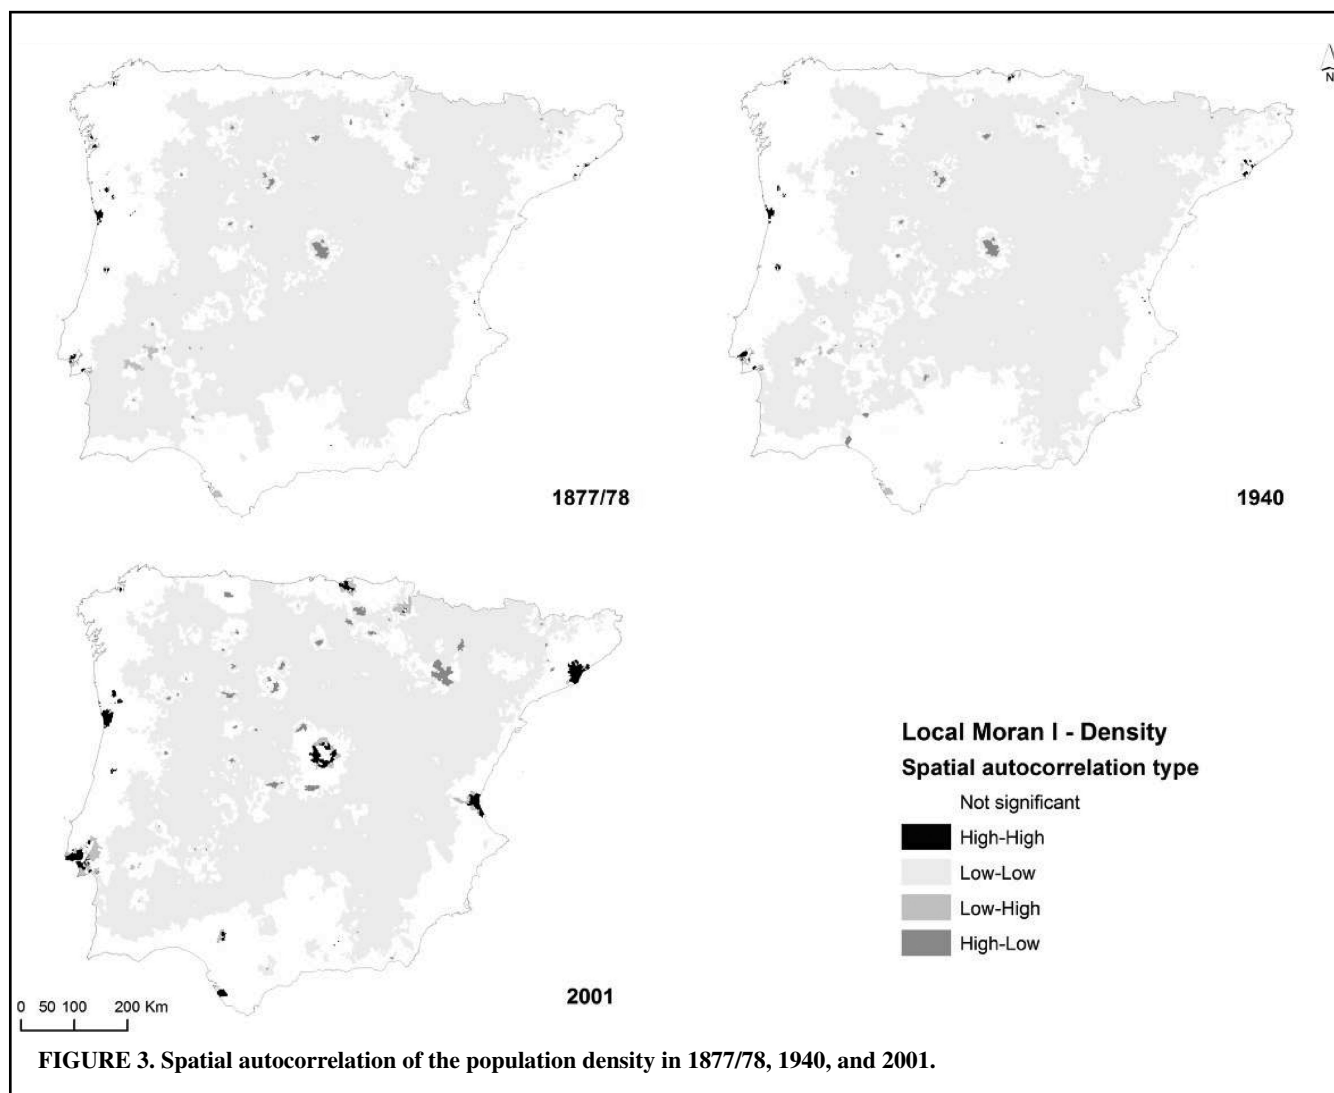 N
1877/78
1940
2001
Local Moran I - Density
Spatial autocorrelation type
Not significant
High-High
Low-Low
Low-High
High-Low
0 50 100 200 Km
FIGURE 3. Spatial autocorrelation of the population density in 1877/78, 1940, and 2001.